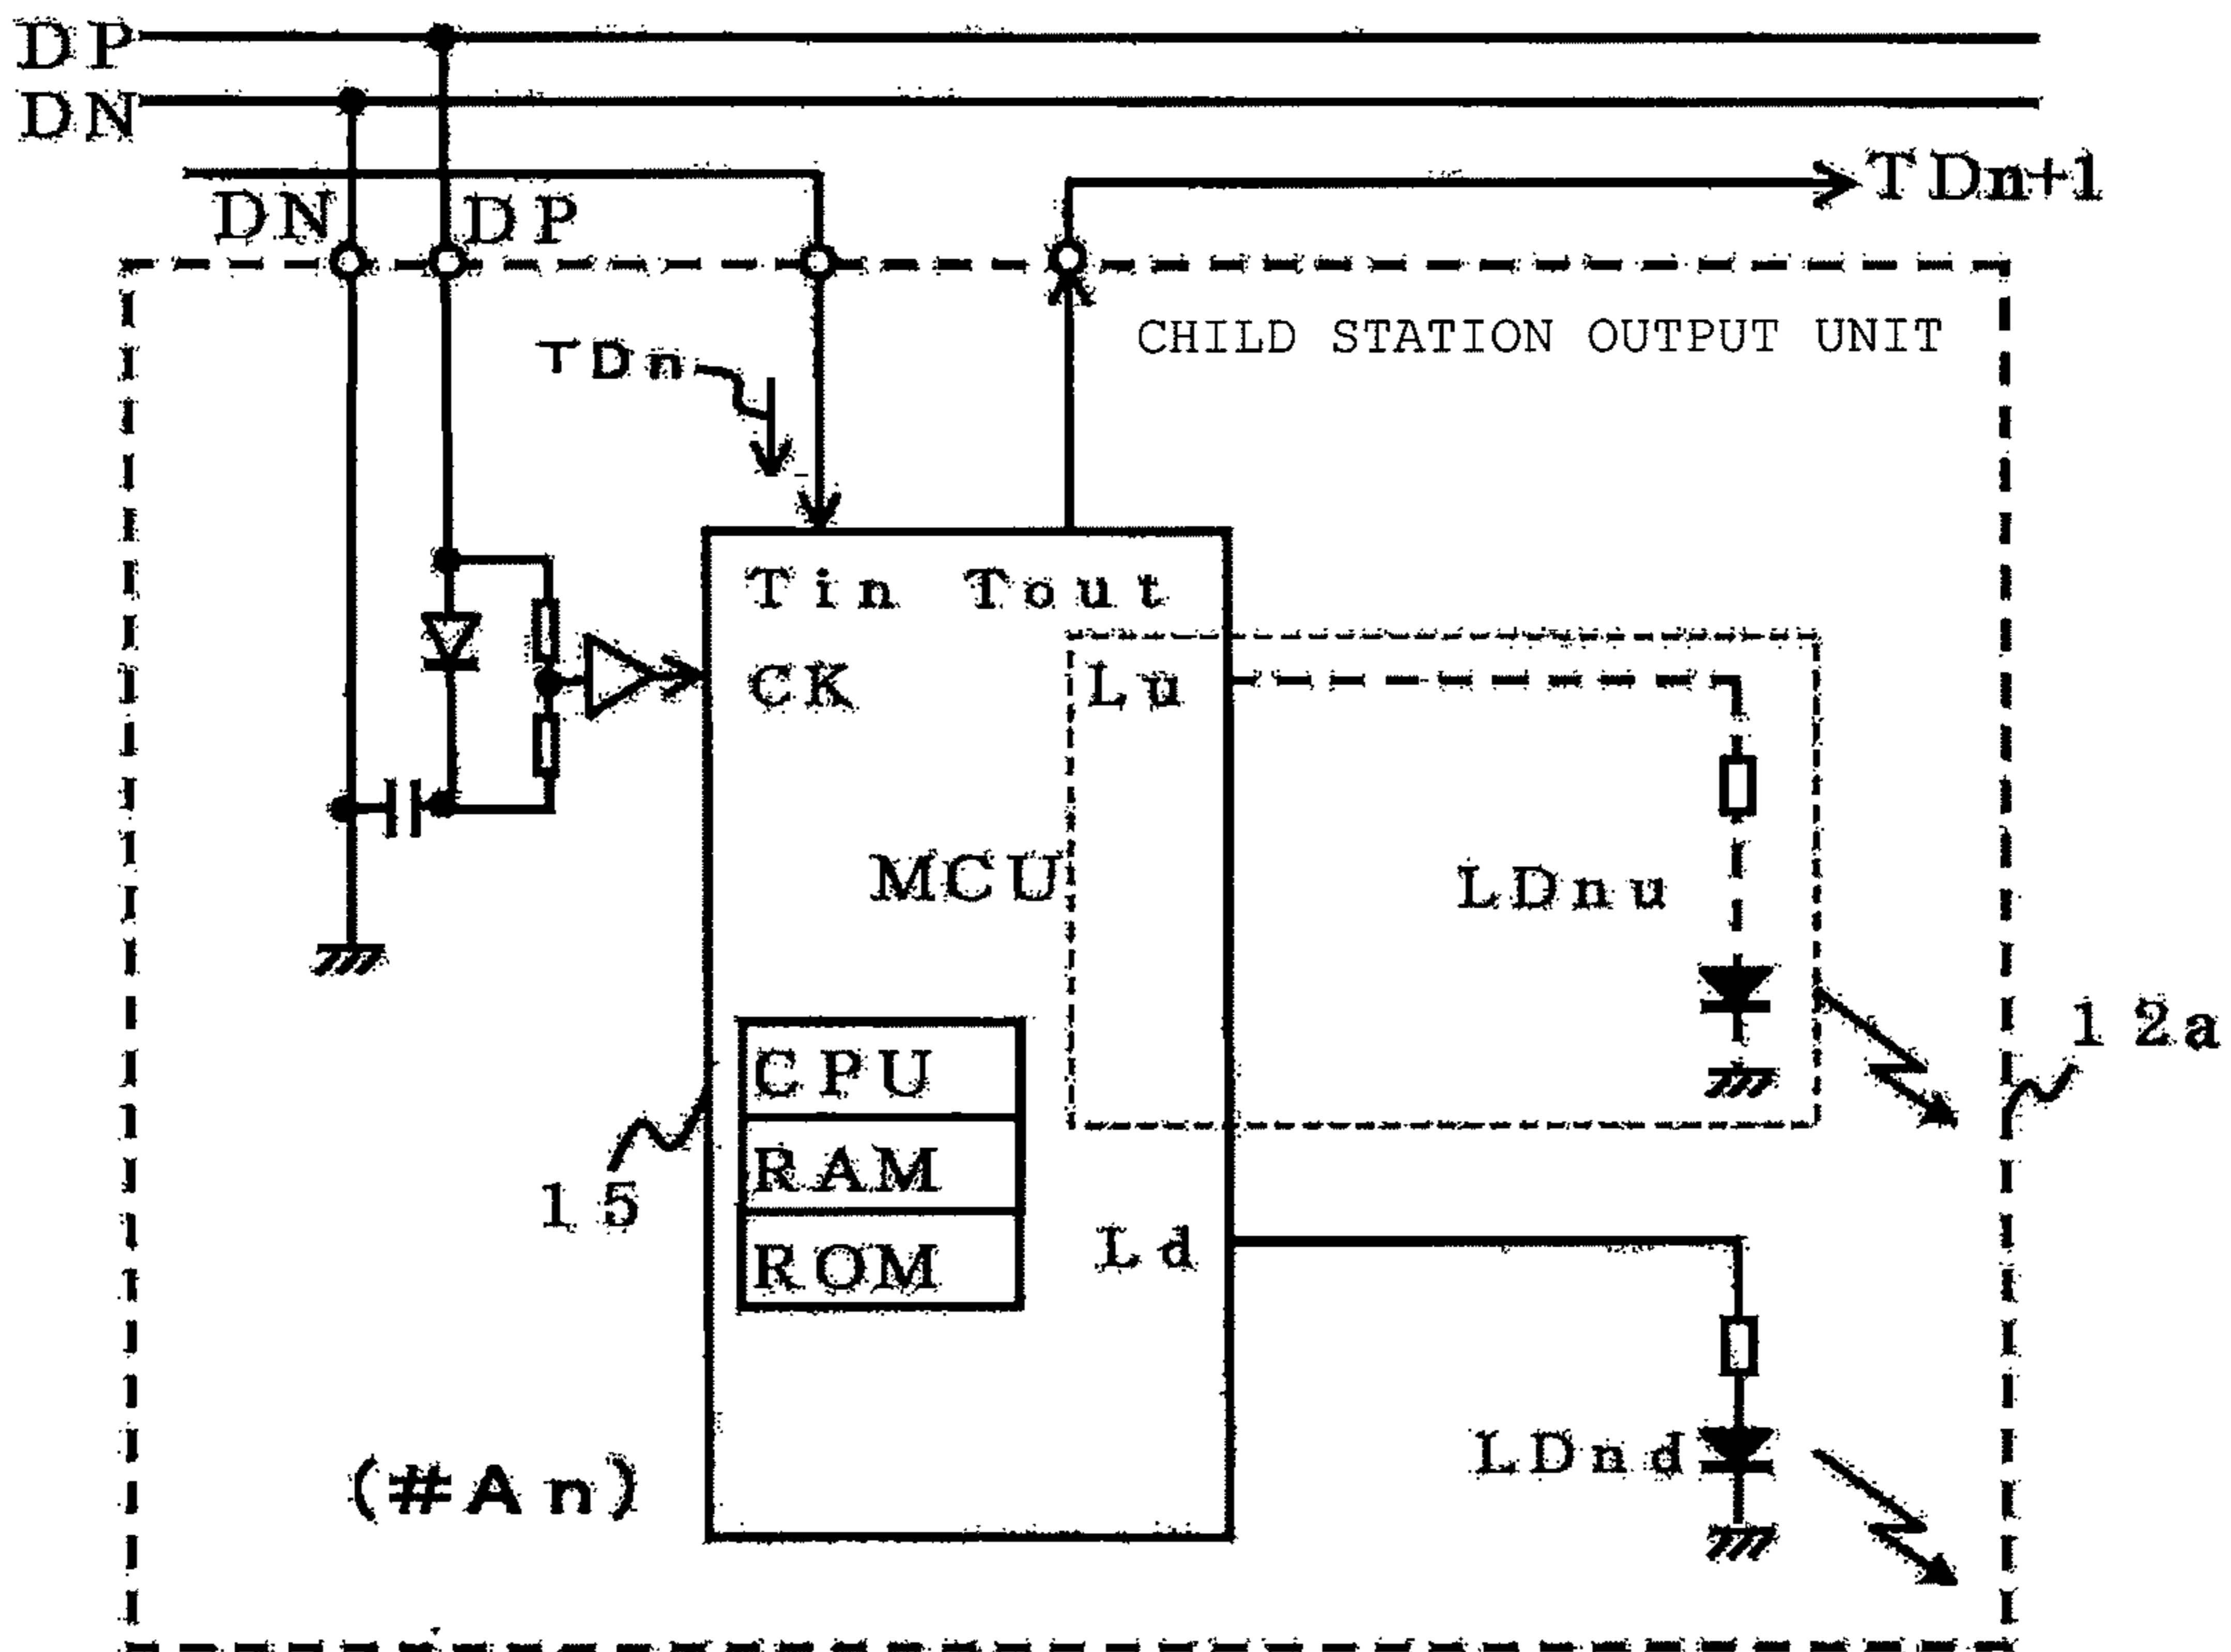 DP
DN
TDn+1
DN
DP
CHILD STATION OUTPUT UNIT
TDn
Tin Tout
CK
Lu
MCU
LDnu
12a
CPU
RAM
ROM
15
Ld
LDnd
(#An)